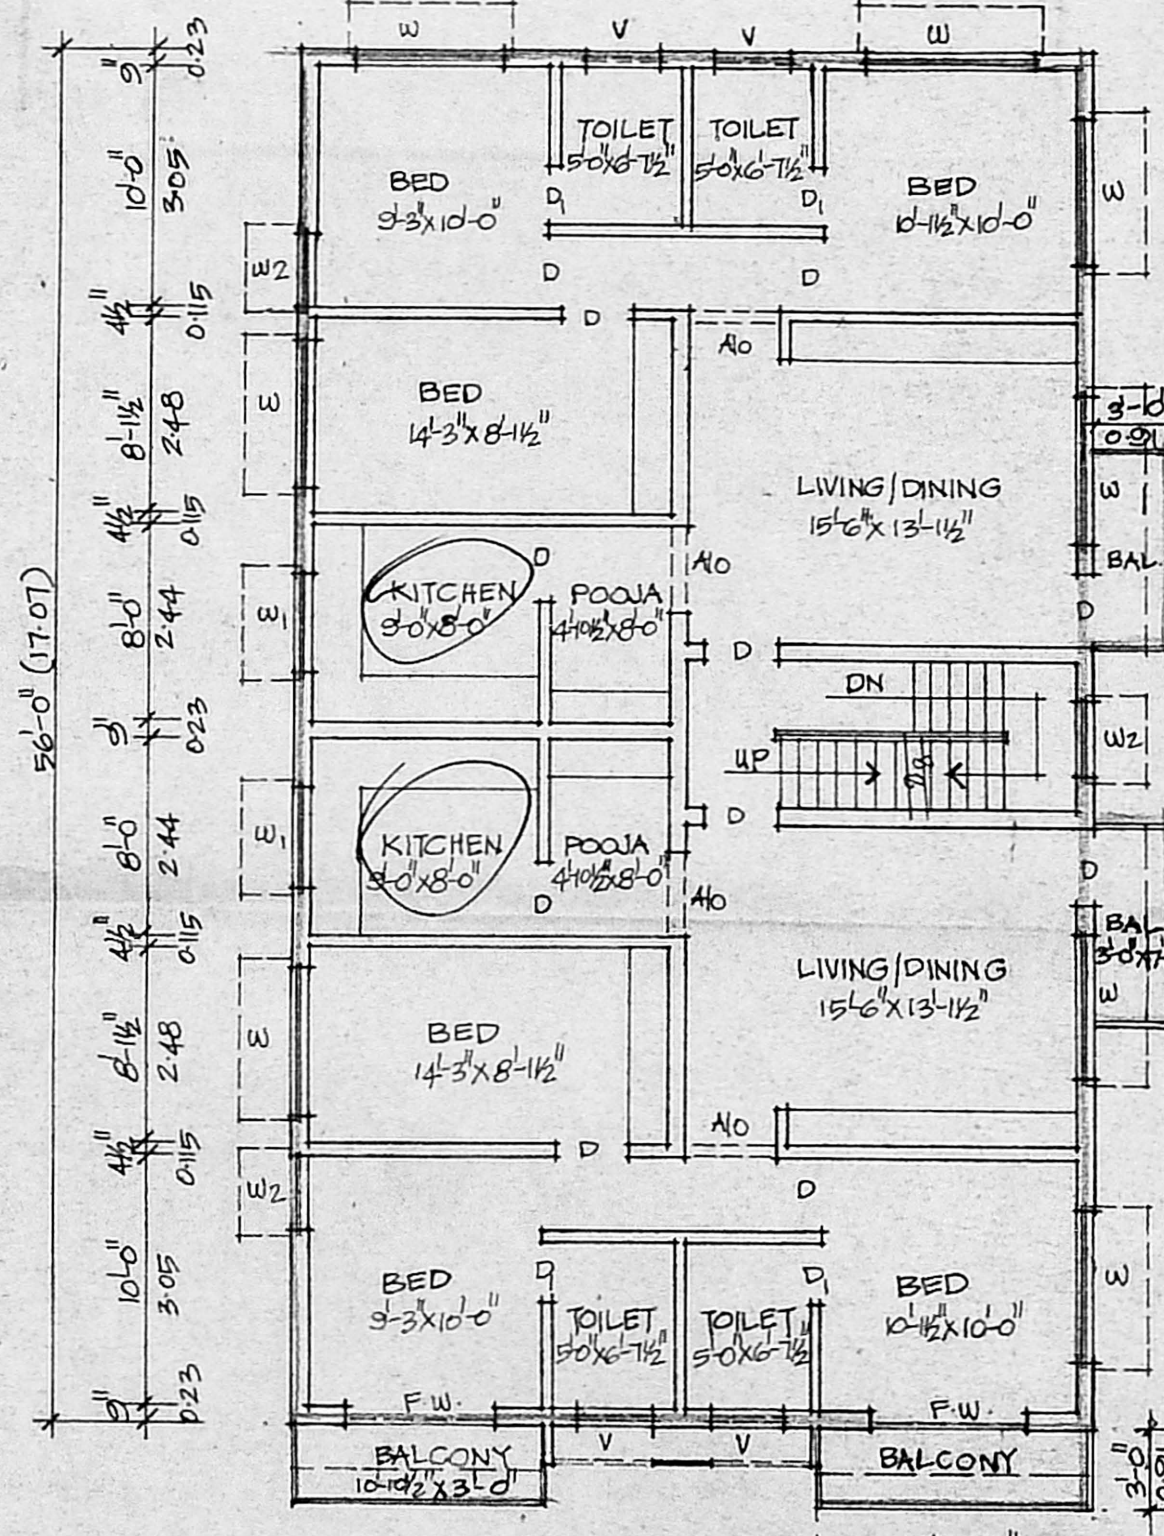 W
V
V
W
9"
0.23
TOILET
5'-0"x6'-7½"
TOILET
5'-0"x6'-7½"
10'-0"
3.05
BED
9'-3"x10'-0"
D1
D1
BED
10'-1½"x10'-0"
W
W2
D
D
4½"
0.115
D
A/O
W
BED
14'-3"x8'-1½"
8'-1½"
2.48
3'-10
LIVING/DINING
15'-6"x13'-1½"
W
4½"
0.115
BAL.
56'-0" (17.07)
8'-0"
2.44
W1
D
KITCHEN
9'-0"x8'-0"
POOJA
4'-10½"x8'-0"
A/O
D
D
DN
W2
9"
0.23
UP
8'-0"
2.44
W1
D
KITCHEN
9'-0"x8'-0"
POOJA
4'-10½"x8'-0"
D
D
A/O
4½"
0.115
BAL
LIVING/DINING
15'-6"x13'-1½"
W
8'-1½"
2.48
W
BED
14'-3"x8'-1½"
A/O
4½"
0.115
D
W2
D
10'-0"
3.05
BED
9'-3"x10'-0"
D1
D1
BED
10'-1½"x10'-0"
W
TOILET
5'-0"x6'-7½"
TOILET
5'-0"x6'-7½"
9"
0.23
F.W.
F.W.
V
V
BALCONY
10'-10½"x3'-0"
BALCONY
3'-0"